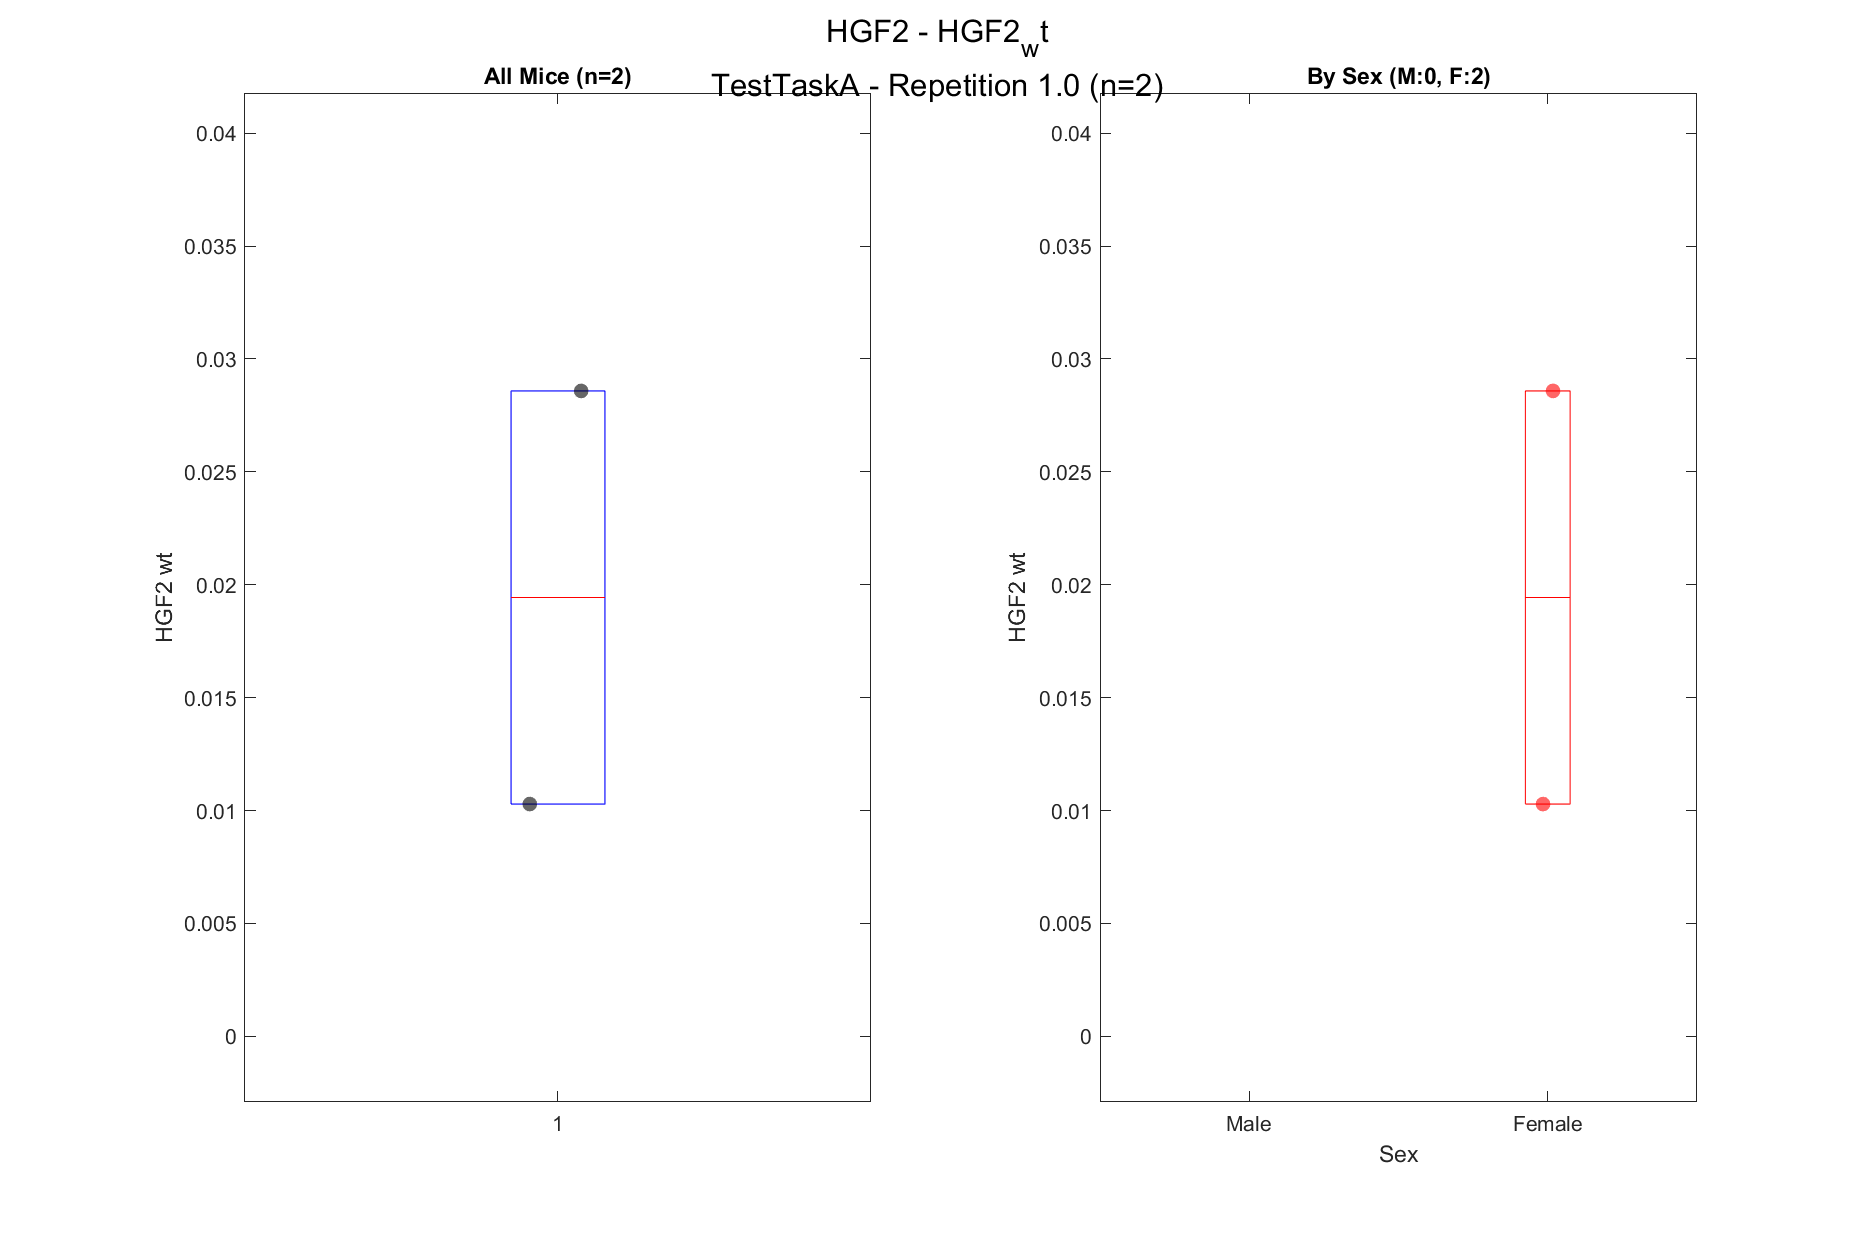 HGF2 - HGF2wt
TestTaskA - Repetition 1.0 (n=2)
All Mice (n=2)
0.04
0.035
0.03
0.025
0.02
0.015
0.01
0.005
0
HGF2 wt
1
By Sex (M:0, F:2)
0.04
0.035
0.03
0.025
0.02
0.015
0.01
0.005
0
HGF2 wt
Male Female
Sex